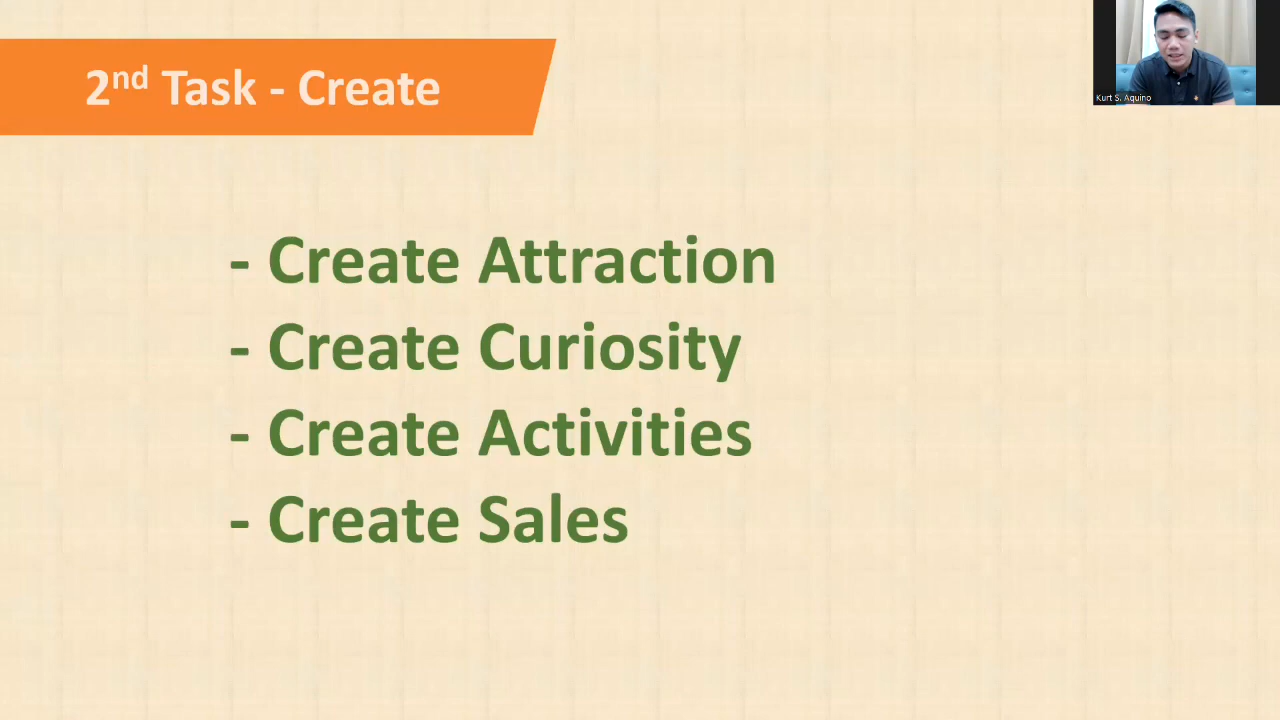 2nd Task - Create
- Create Attraction
- Create Curiosity
- Create Activities
- Create Sales
Kurt S. Aquino